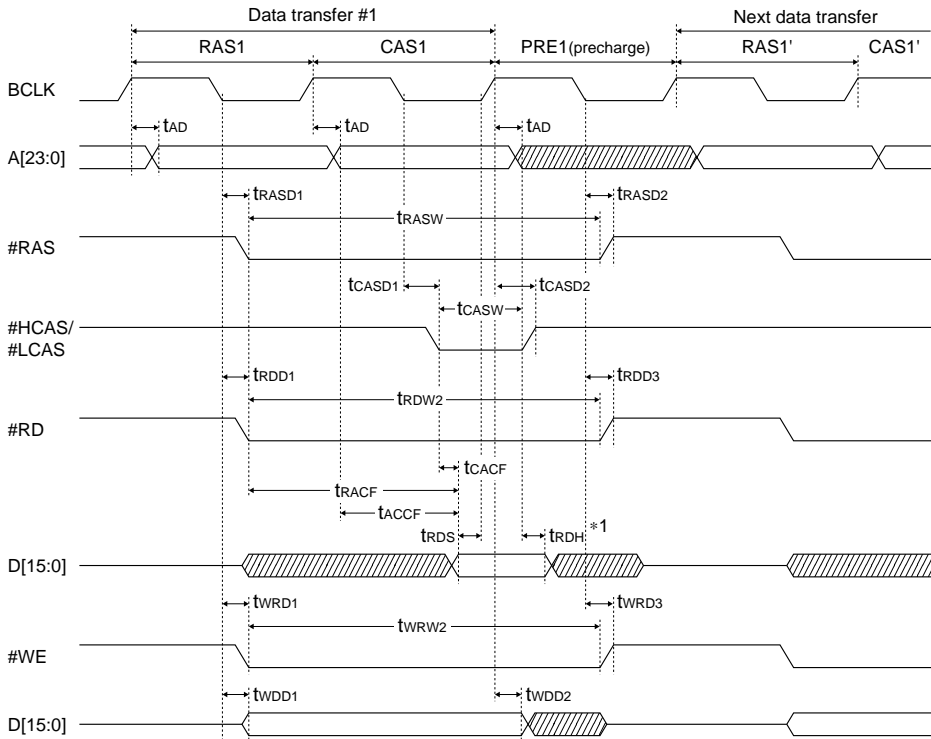 Data transfer #1 Next data transfer
RAS1 CAS1 PRE1(precharge) RAS1' CAS1'
BCLK
tAD tAD tAD
A[23:0]
tRASD1 tRASD2
tRASW
#RAS
tCASD1 tCASD2
tCASW
#HCAS/
#LCAS
tRDD1 tRDD3
tRDW2
#RD
tCACF
tRACF
tACCF
tRDS tRDH *1
D[15:0]
tWRD1 tWRD3
tWRW2
#WE
tWDD1 tWDD2
D[15:0]